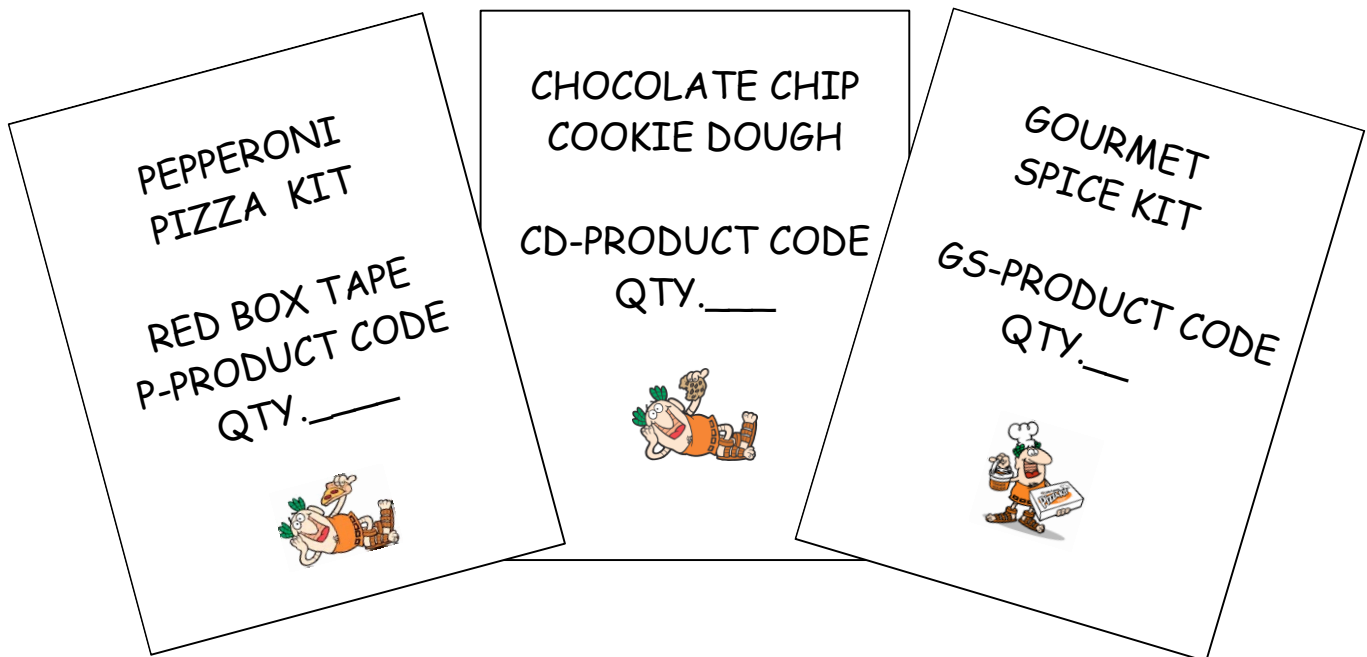 PEPPERONI
PIZZA KIT
RED BOX TAPE
P-PRODUCT CODE
QTY.____
CHOCOLATE CHIP
COOKIE DOUGH
CD-PRODUCT CODE
QTY.___
GOURMET
SPICE KIT
GS-PRODUCT CODE
QTY.__